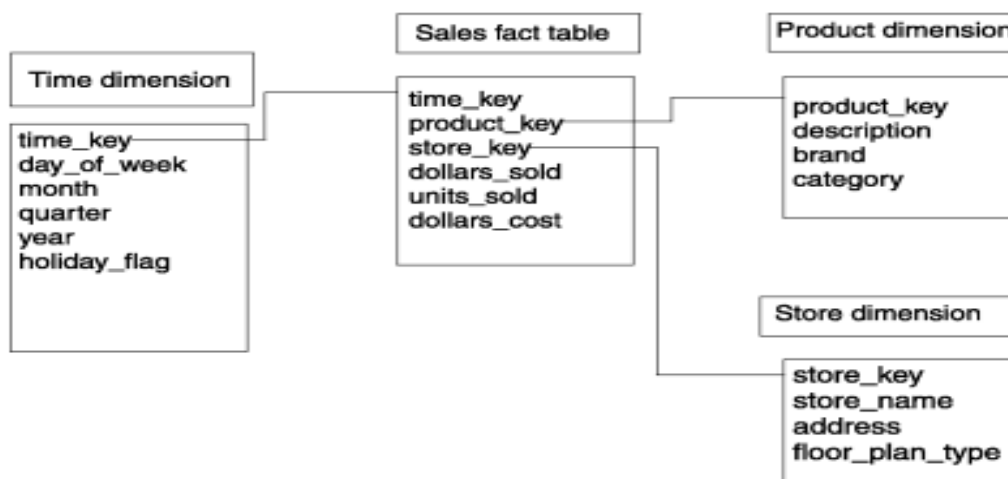 Time dimension
time_key
day_of_week
month
quarter
year
holiday_flag
Sales fact table
time_key
product_key
store_key
dollars_sold
units_sold
dollars_cost
Product dimension
product_key
description
brand
category
Store dimension
store_key
store_name
address
floor_plan_type